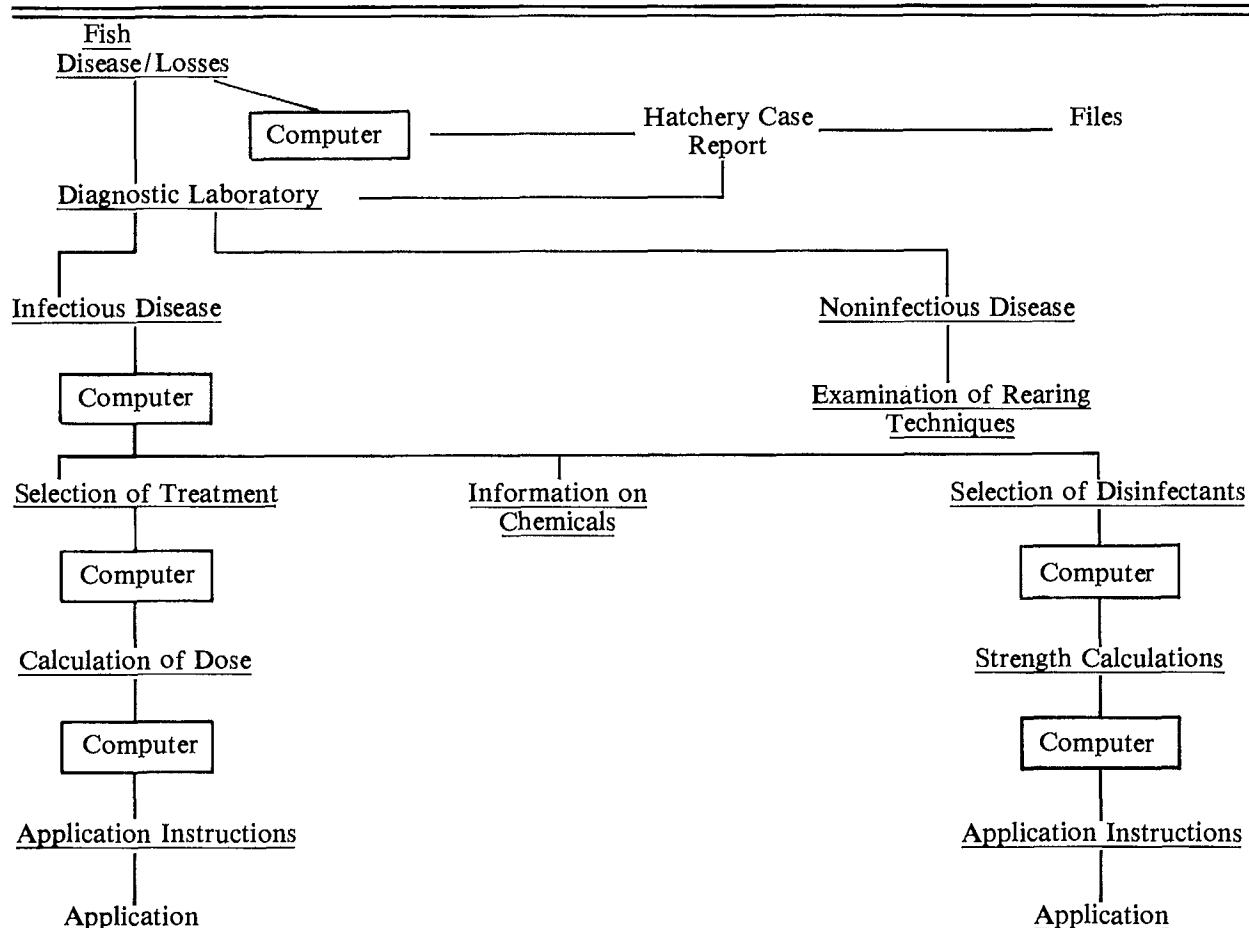 Fish
Disease/Losses
Computer
Hatchery Case
Report
Files
Diagnostic Laboratory
Infectious Disease
Noninfectious Disease
Computer
Examination of Rearing
Techniques
Selection of Treatment
Information on
Chemicals
Selection of Disinfectants
Computer
Computer
Calculation of Dose
Strength Calculations
Computer
Computer
Application Instructions
Application Instructions
Application
Application